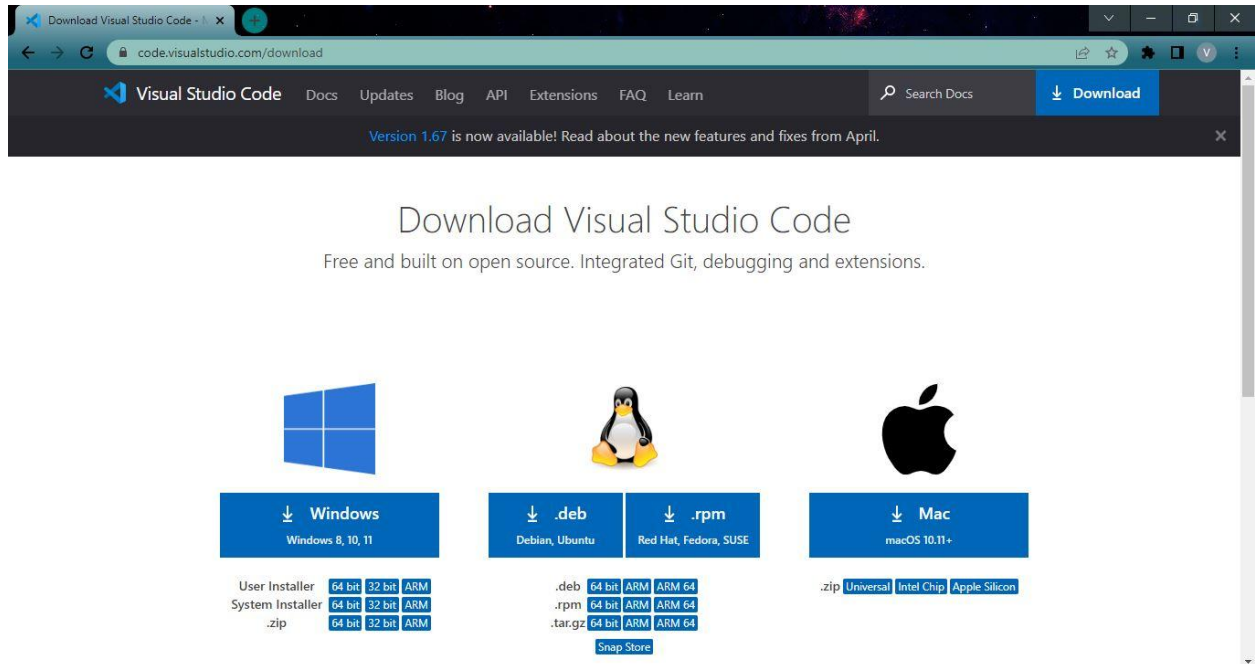 Download Visual Studio Code - M
code.visualstudio.com/download
V
Visual Studio Code Docs Updates Blog API Extensions FAQ Learn Search Docs Download
Version 1.67 is now available! Read about the new features and fixes from April.
Download Visual Studio Code
Free and built on open source. Integrated Git, debugging and extensions.
Windows
Windows 8, 10, 11
User Installer 64 bit 32 bit ARM
System Installer 64 bit 32 bit ARM
.zip 64 bit 32 bit ARM
.deb
Debian, Ubuntu
.rpm
Red Hat, Fedora, SUSE
.deb 64 bit ARM ARM 64
.rpm 64 bit ARM ARM 64
.tar.gz 64 bit ARM ARM 64
Snap Store
Mac
macOS 10.11+
.zip Universal Intel Chip Apple Silicon